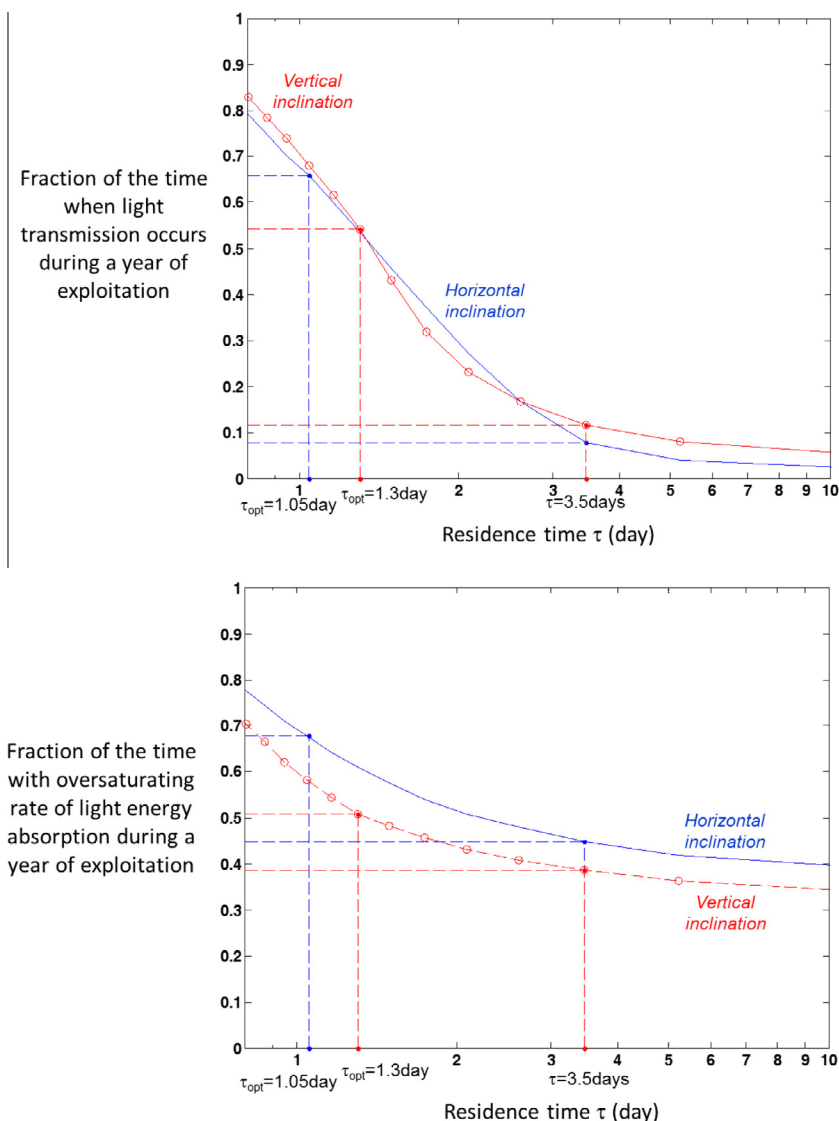 1
0.9
0.8
0.7
0.6
0.5
0.4
0.3
0.2
0.1
0
Vertical
inclination
Fraction of the time
when light
transmission occurs
during a year of
exploitation
Horizontal
inclination
1
2
3
4
5
6
7
8
9
10
τopt=1.05day
τopt=1.3day
τ=3.5days
Residence time τ (day)
1
0.9
0.8
0.7
0.6
0.5
0.4
0.3
0.2
0.1
0
Fraction of the time
with oversaturating
rate of light energy
absorption during a
year of exploitation
Horizontal
inclination
Vertical
inclination
1
2
3
4
5
6
7
8
9
10
τopt=1.05day
τopt=1.3day
τ=3.5days
Residence time τ (day)